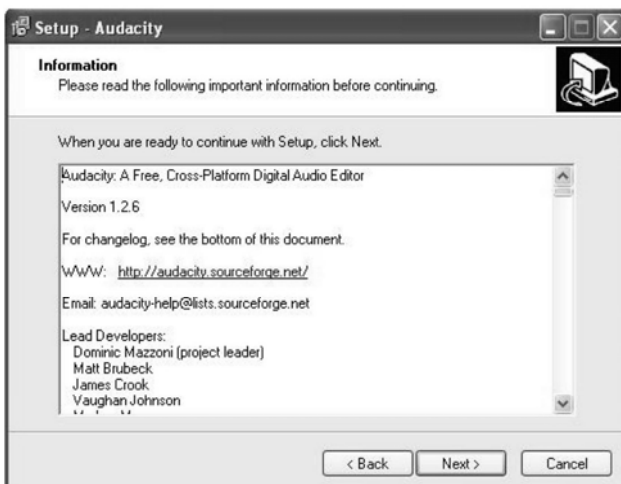 Setup - Audacity
Information
Please read the following important information before continuing.
When you are ready to continue with Setup, click Next.
Audacity: A Free, Cross-Platform Digital Audio Editor
Version 1.2.6
For changelog, see the bottom of this document.
WWW: http://audacity.sourceforge.net/
Email: audacity-help@lists.sourceforge.net
Lead Developers:
Dominic Mazzoni (project leader)
Matt Brubeck
James Crook
Vaughan Johnson
< Back Next > Cancel